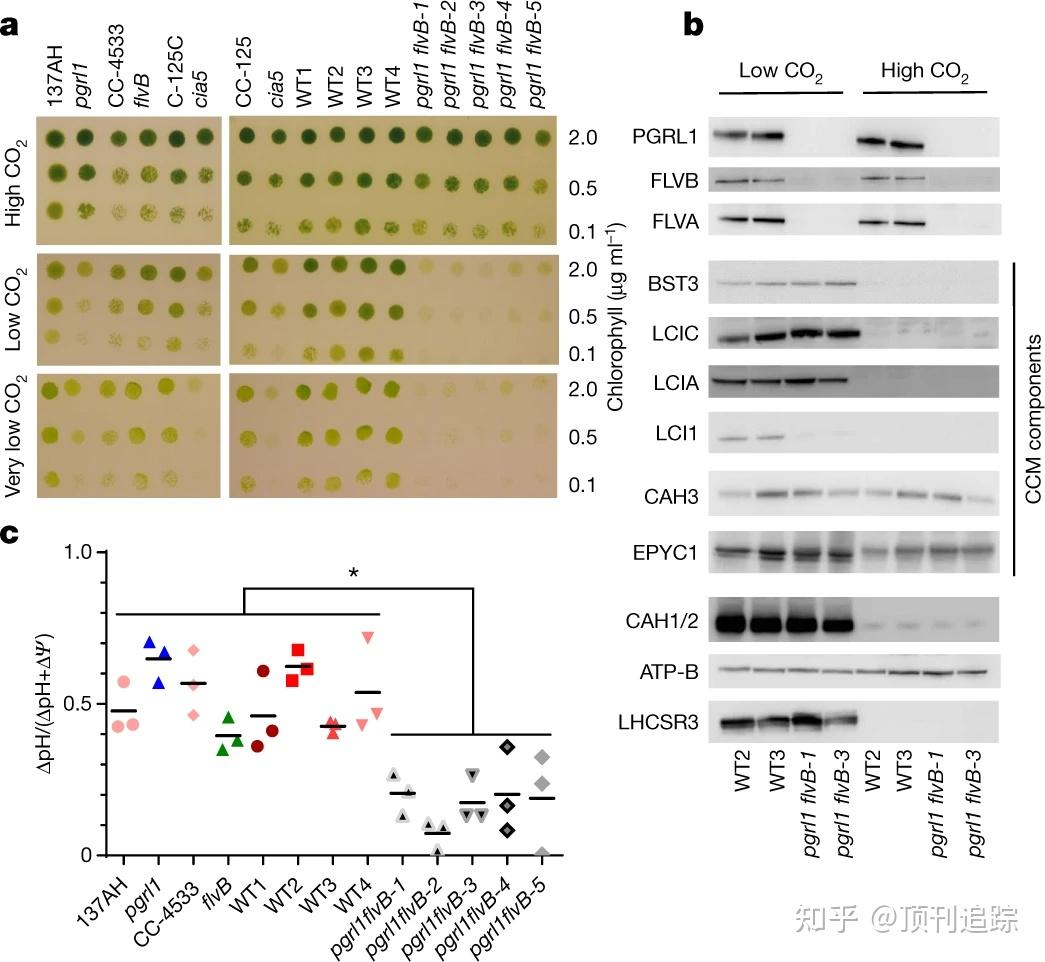 a
137AH
pgrl1
CC-4533
flvB
C-125C
cia5
CC-125
cia5
WT1
WT2
WT3
WT4
pgrl1 flvB-1
pgrl1 flvB-2
pgrl1 flvB-3
pgrl1 flvB-4
pgrl1 flvB-5
High CO2
2.0
0.5
0.1
Low CO2
2.0
0.5
0.1
Very low CO2
2.0
0.5
0.1
Chlorophyll (µg ml−1)
b
Low CO2
High CO2
PGRL1
FLVB
FLVA
BST3
LCIC
LCIA
LCI1
CAH3
EPYC1
CAH1/2
ATP-B
LHCSR3
CCM components
WT2
WT3
pgrl1 flvB-1
pgrl1 flvB-3
WT2
WT3
pgrl1 flvB-1
pgrl1 flvB-3
c
1.0
0.5
0
ΔpH/(ΔpH+ΔΨ)
*
137AH
pgrl1
CC-4533
flvB
WT1
WT2
WT3
WT4
pgrl1flvB-1
pgrl1flvB-2
pgrl1flvB-3
pgrl1flvB-4
pgrl1flvB-5
知乎 @顶刊追踪